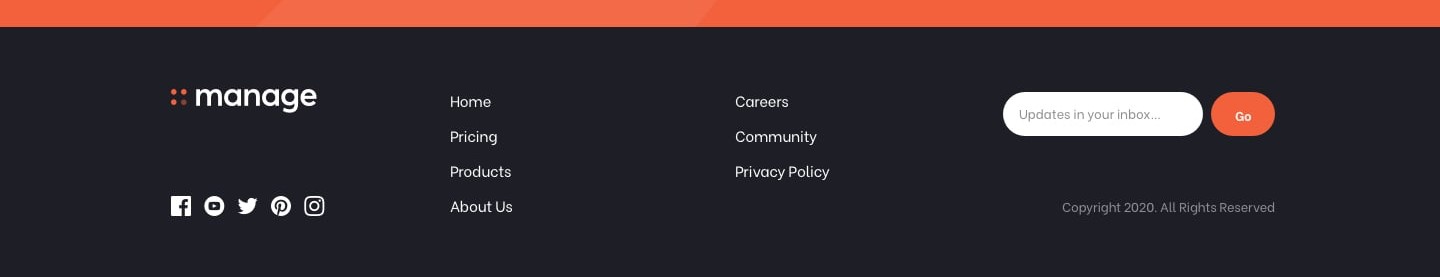 manage
Home
Pricing
Products
About Us
Careers
Community
Privacy Policy
Updates in your inbox...
Go
Copyright 2020. All Rights Reserved